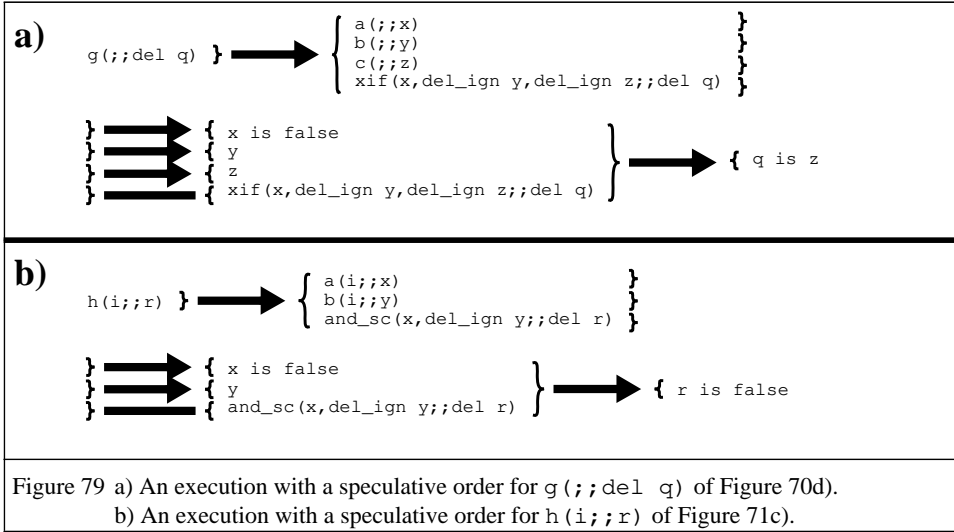 a)
a(;;x) }
g(;;del q) } { b(;;y) }
c(;;z) }
xif(x,del_ign y,del_ign z;;del q) }
} { x is false
} { y } { q is z
} { z
} { xif(x,del_ign y,del_ign z;;del q)
b)
a(i;;x) }
h(i;;r) } { b(i;;y) }
and_sc(x,del_ign y;;del r) }
} { x is false
} { y } { r is false
} { and_sc(x,del_ign y;;del r)
Figure 79 a) An execution with a speculative order for g(;;del q) of Figure 70d).
b) An execution with a speculative order for h(i;;r) of Figure 71c).